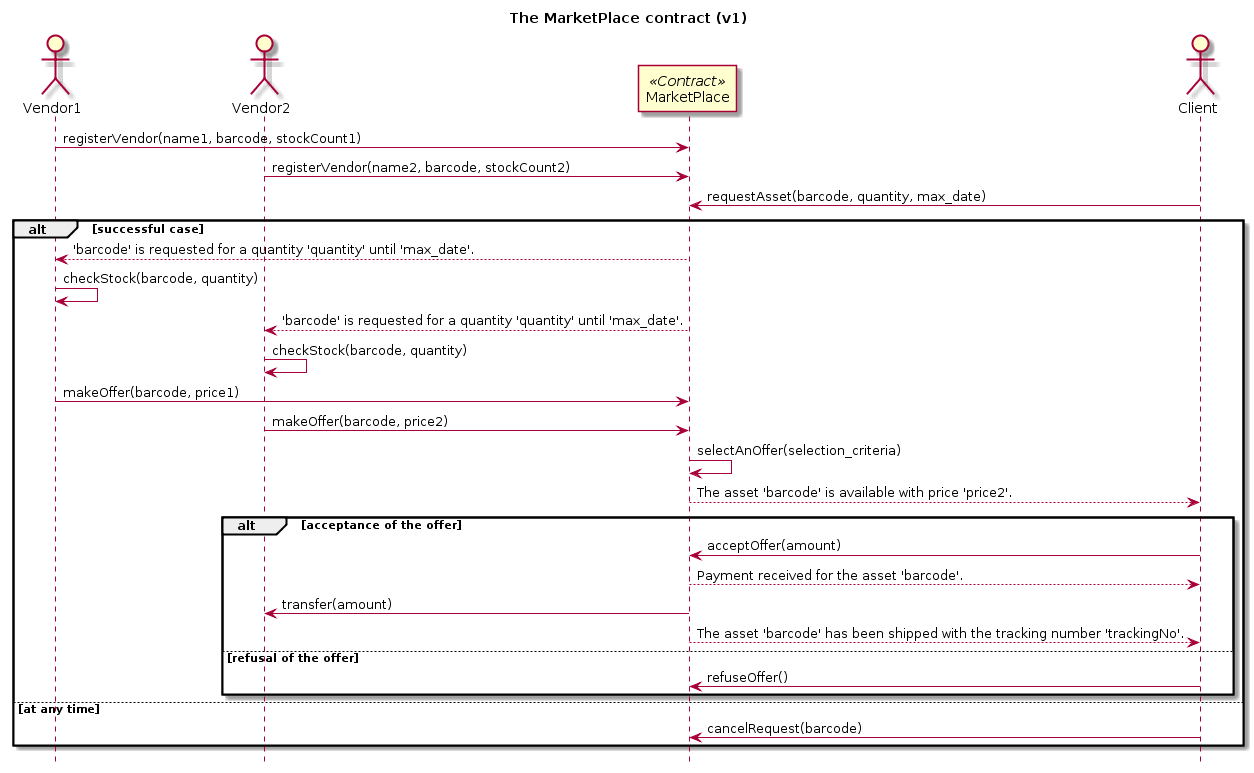 The MarketPlace contract (v1)
«Contract»
MarketPlace
Vendor1
Vendor2
Client
registerVendor(name1, barcode, stockCount1)
registerVendor(name2, barcode, stockCount2)
requestAsset(barcode, quantity, max_date)
alt [successful case]
'barcode' is requested for a quantity 'quantity' until 'max_date'.
checkStock(barcode, quantity)
'barcode' is requested for a quantity 'quantity' until 'max_date'.
checkStock(barcode, quantity)
makeOffer(barcode, price1)
makeOffer(barcode, price2)
selectAnOffer(selection_criteria)
The asset 'barcode' is available with price 'price2'.
alt [acceptance of the offer]
acceptOffer(amount)
Payment received for the asset 'barcode'.
transfer(amount)
The asset 'barcode' has been shipped with the tracking number 'trackingNo'.
[refusal of the offer]
refuseOffer()
[at any time]
cancelRequest(barcode)